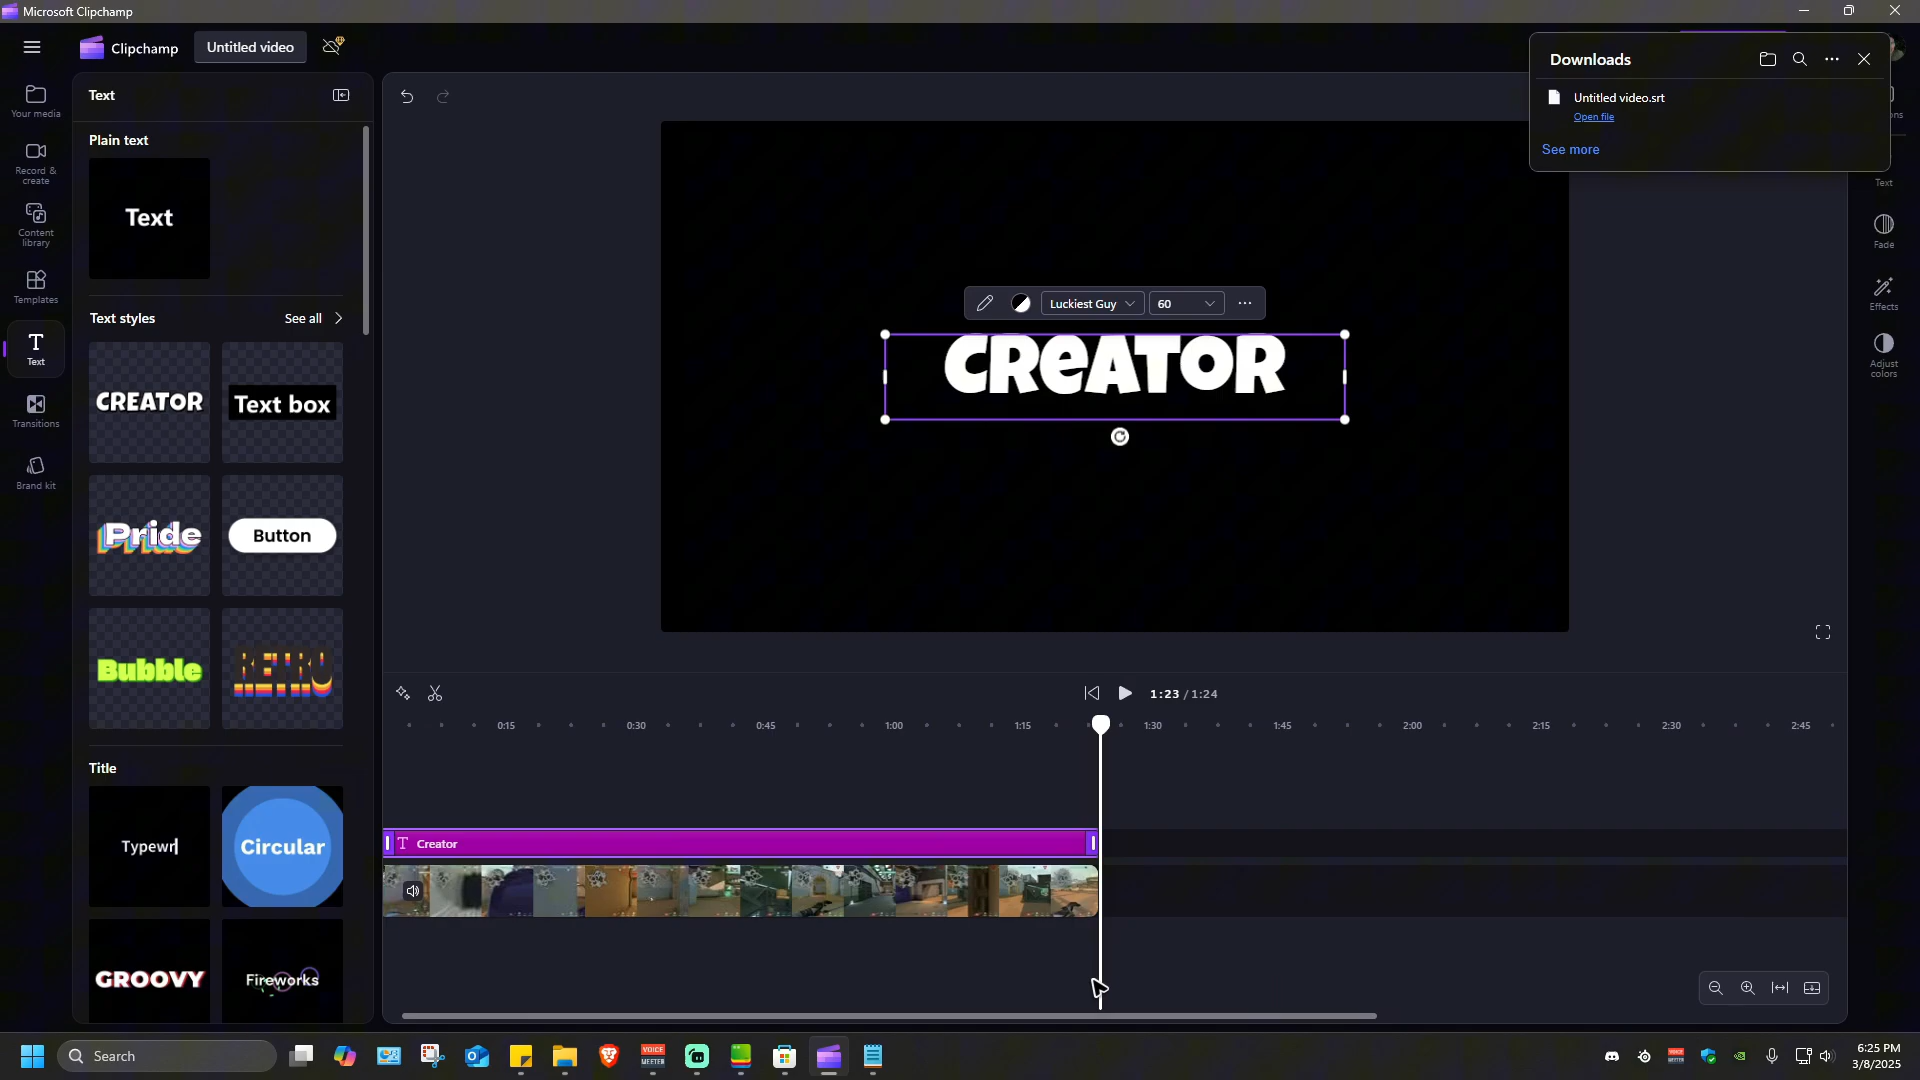 Microsoft Clipchamp
Clipchamp
Untitled video
Your media
Record &
create
Content
library
Templates
Text
Transitions
Brand kit
Text
Plain text
Text
Text styles
See all
CREATOR
Text box
Pride
Button
Bubble
RETRO
Title
Typewr
Circular
GROOVY
Fireworks
Luckiest Guy
60
CREATOR
Downloads
Untitled video.srt
Open file
See more
Text
Fade
Effects
Adjust
colors
1:23 / 1:24
0:15
0:30
0:45
1:00
1:15
1:30
1:45
2:00
2:15
2:30
2:45
T Creator
Search
VOICE
MEETER
6:25 PM
3/8/2025